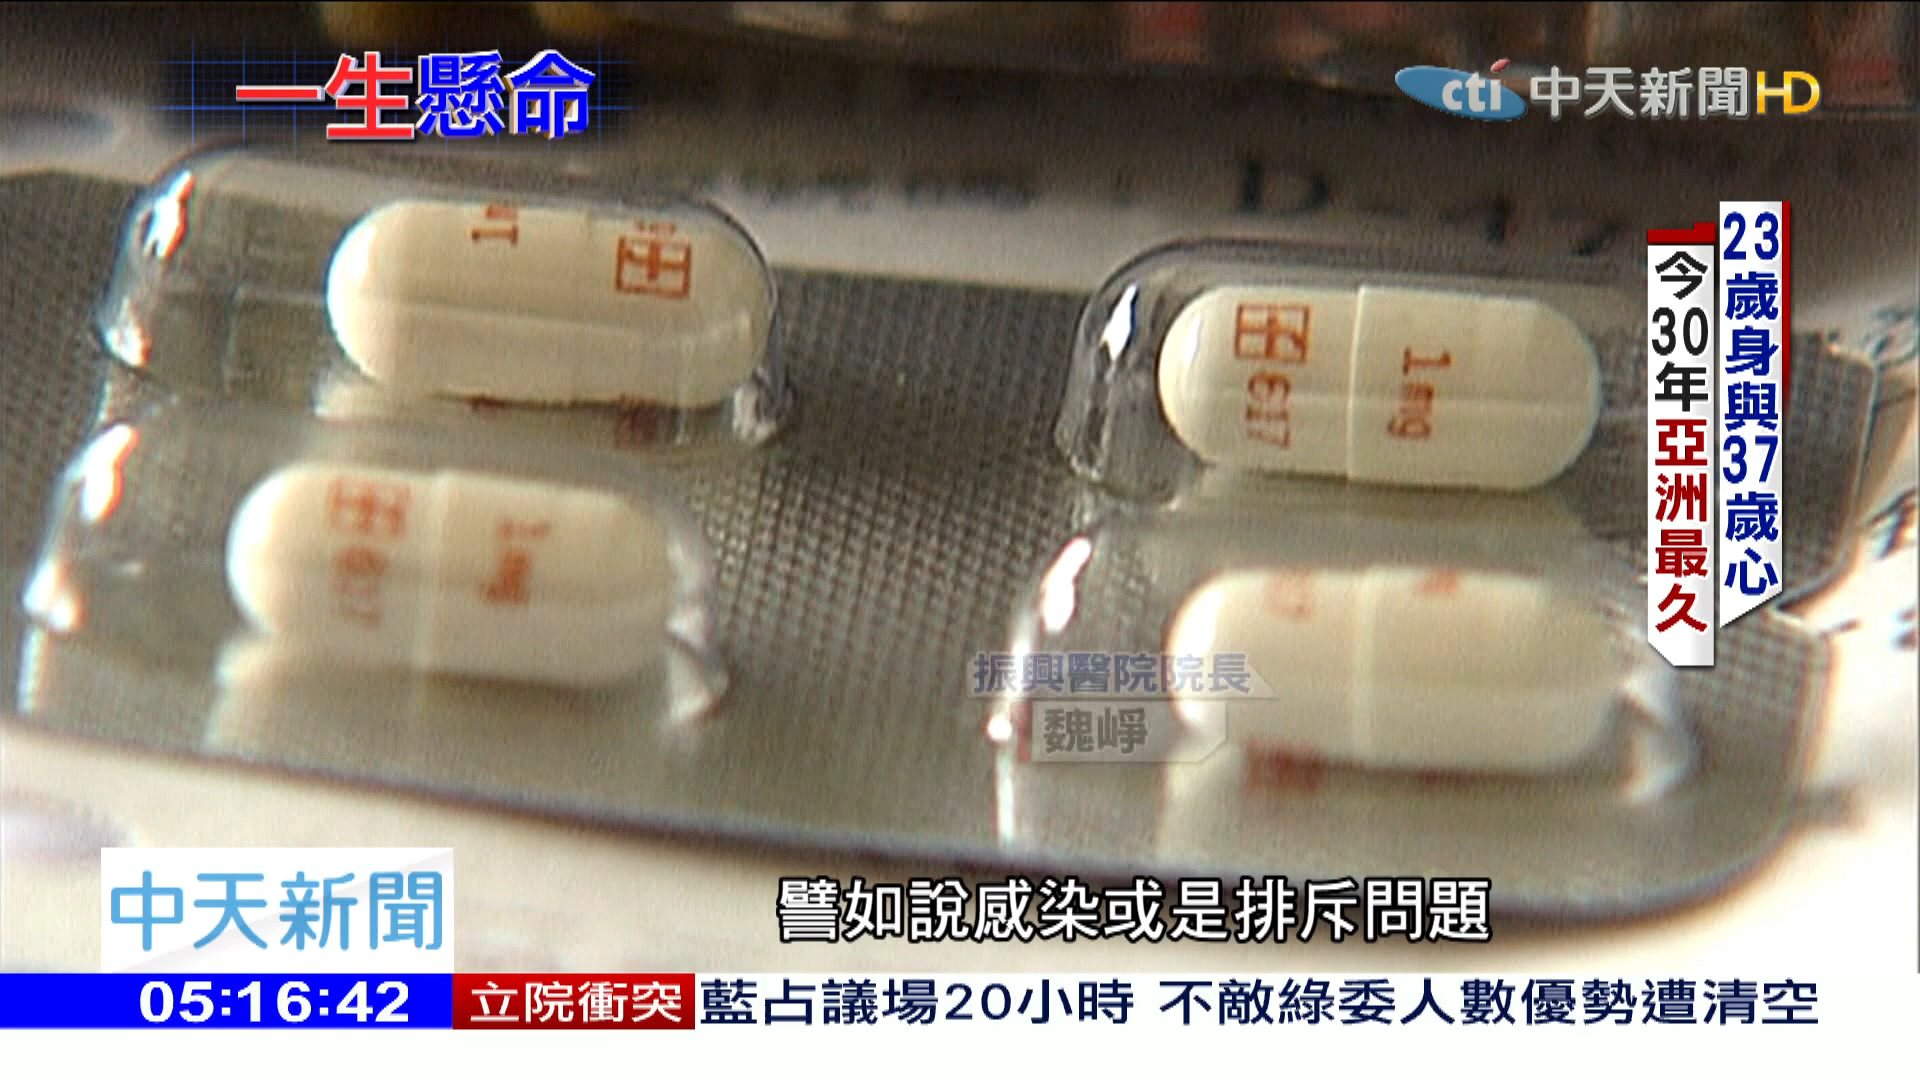 一生懸命
cti 中天新聞HD
23歲身與37歲心
今30年亞洲最久
1mg
617
1mg
617
1mg
振興醫院院長
魏崢
中天新聞
譬如說感染或是排斥問題
05:16:42
立院衝突
藍占議場20小時 不敵綠委人數優勢遭清空